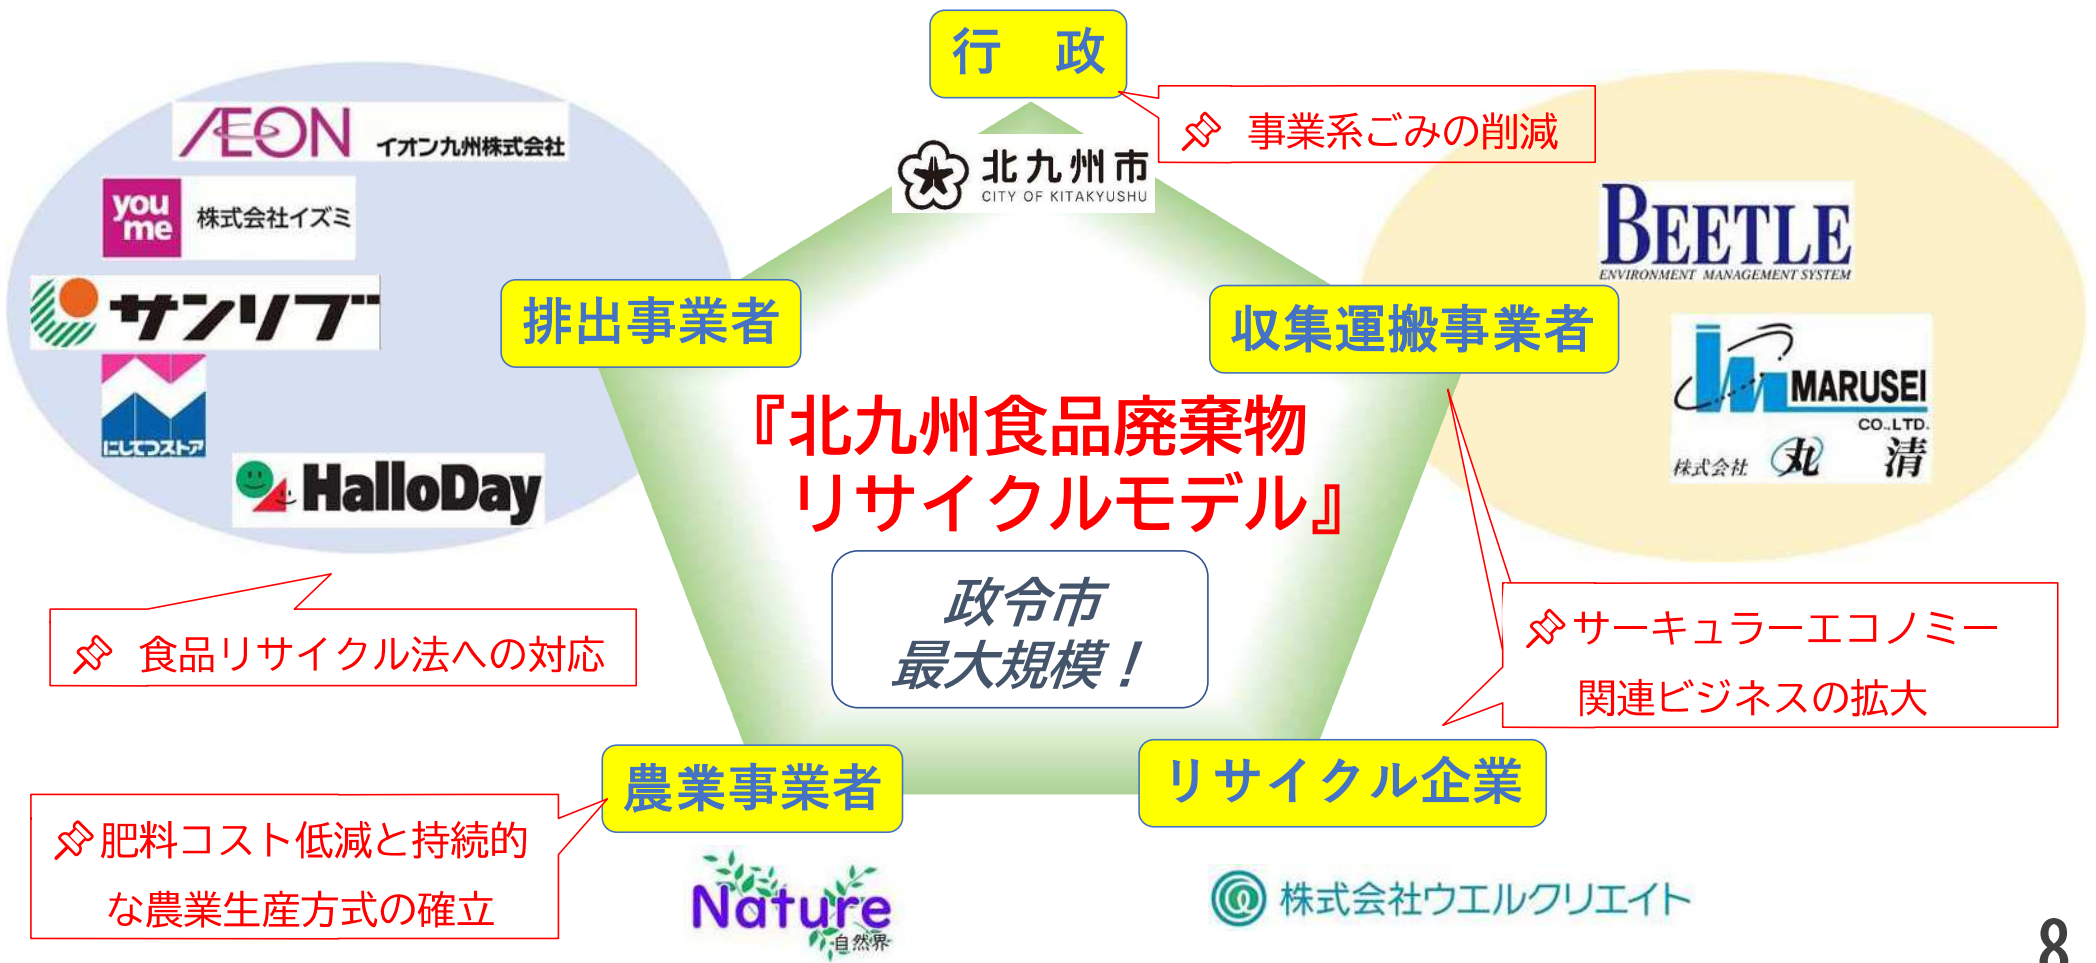 行　政
事業系ごみの削減
北九州市
CITY OF KITAKYUSHU
ÆON イオン九州株式会社
you me 株式会社イズミ
サンリブ
にしてつストア
HalloDay
排出事業者
収集運搬事業者
BEETLE
ENVIRONMENT MANAGEMENT SYSTEM
MARUSEI
CO.,LTD.
株式会社 丸清
『北九州食品廃棄物
リサイクルモデル』
政令市
最大規模！
食品リサイクル法への対応
サーキュラーエコノミー
関連ビジネスの拡大
農業事業者
リサイクル企業
肥料コスト低減と持続的
な農業生産方式の確立
Nature
自然界
株式会社ウエルクリエイト
8